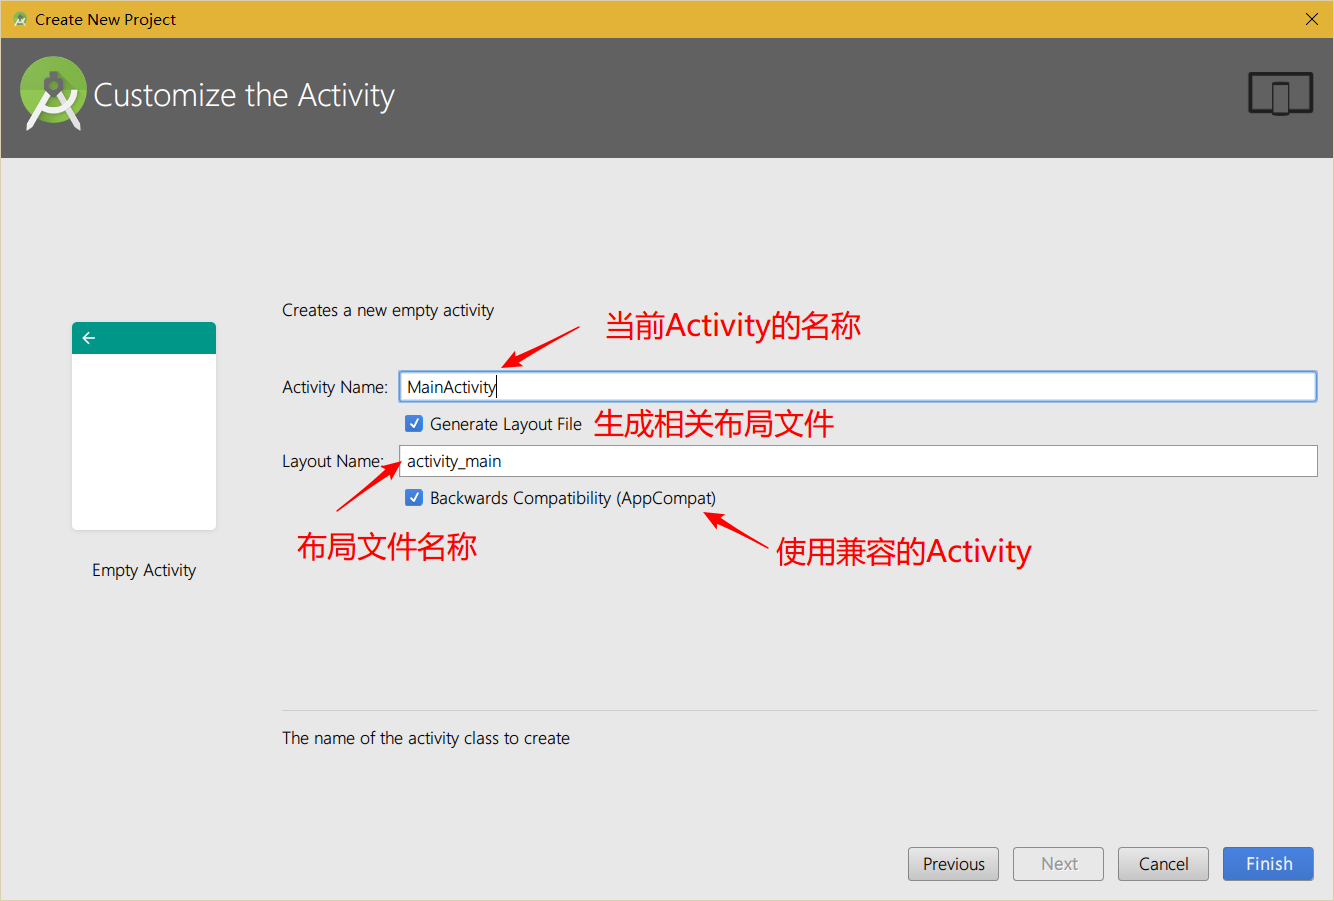 Create New Project
Customize the Activity
Creates a new empty activity
当前Activity的名称
Activity Name: MainActivity
Generate Layout File 生成相关布局文件
Layout Name: activity_main
Backwards Compatibility (AppCompat)
布局文件名称
使用兼容的Activity
Empty Activity
The name of the activity class to create
Previous Next Cancel Finish